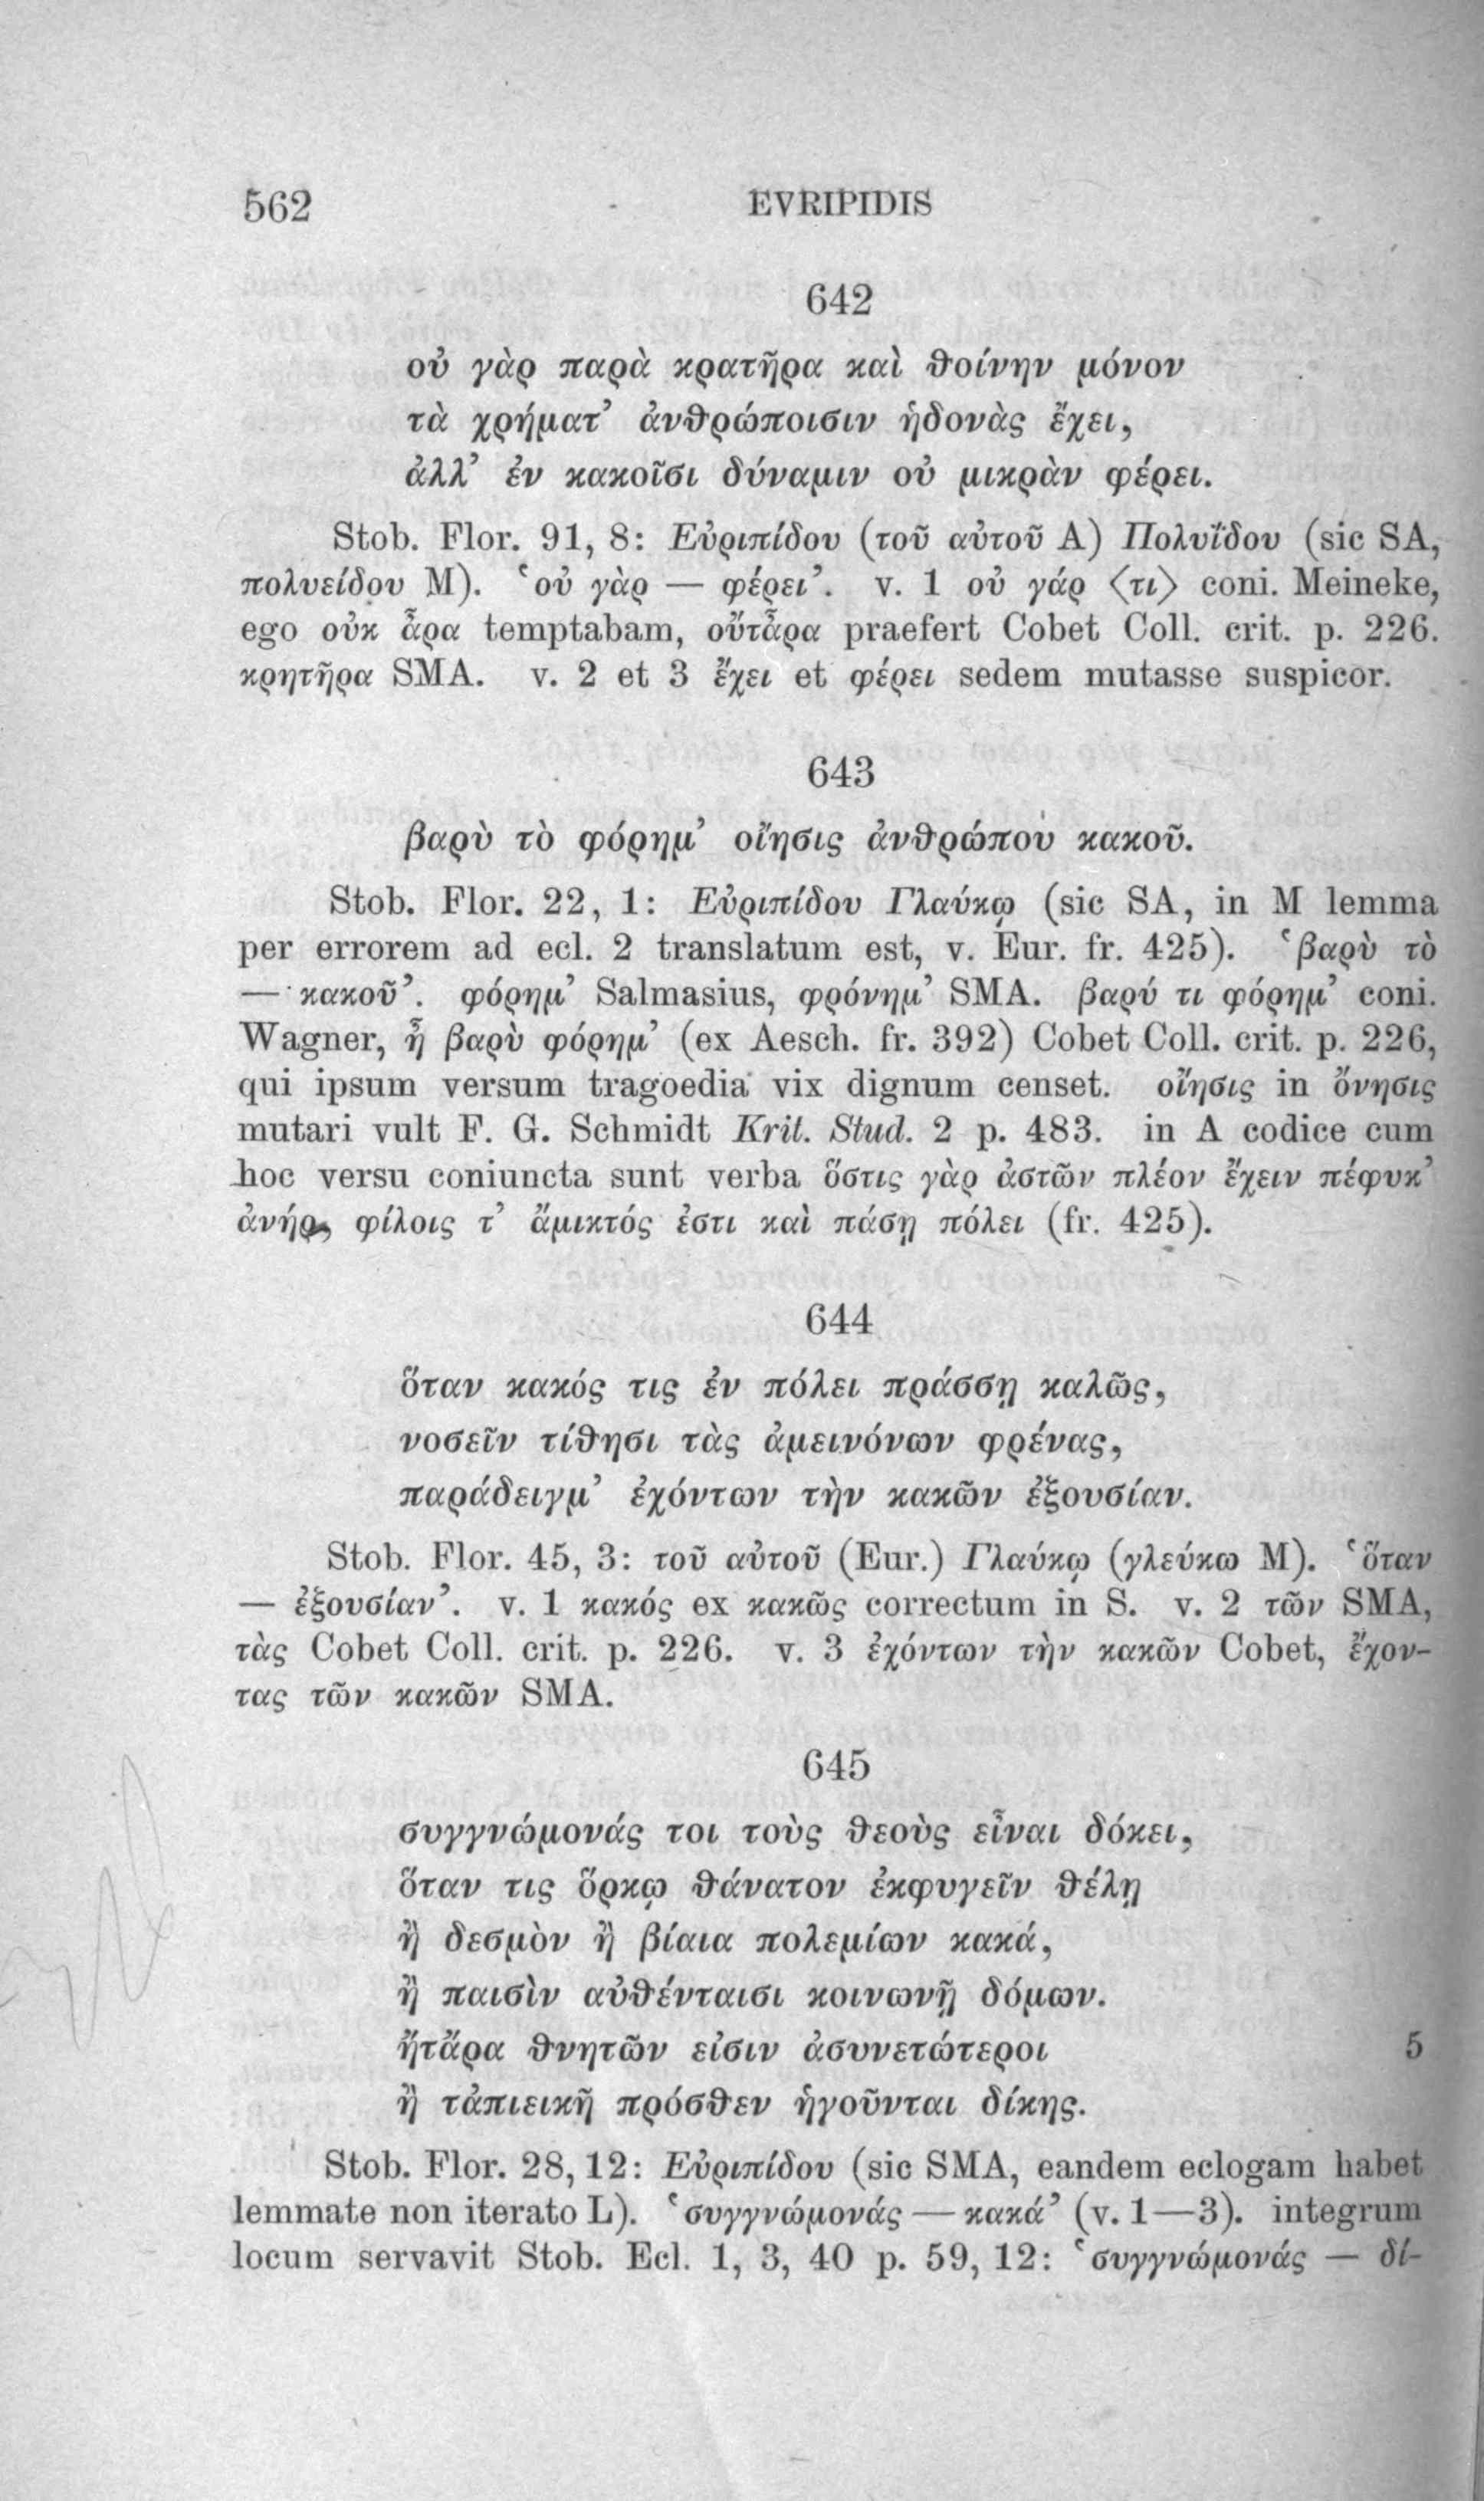 562 EVRIPIDIS
642
οὐ γὰρ παρὰ κρατῆρα καὶ θοίνην μόνον
τὰ χρήματ’ ἀνθρώποισιν ἡδονὰς ἔχει,
ἀλλ’ ἐν κακοῖσι δύναμιν οὐ μικρὰν φέρει.
Stob. Flor. 91, 8: Εὐριπίδου (τοῦ αὐτοῦ A) Πολυΐδου (sic SA,
πολυείδου M). ‘οὐ γὰρ — φέρει’. v. 1 οὐ γάρ ⟨τι⟩ coni. Meineke,
ego οὐκ ἆρα temptabam, οὔτἆρα praefert Cobet Coll. crit. p. 226.
κρητῆρα SMA. v. 2 et 3 ἔχει et φέρει sedem mutasse suspicor.
643
βαρὺ τὸ φόρημ’ οἴησις ἀνθρώπου κακοῦ.
Stob. Flor. 22, 1: Εὐριπίδου Γλαύκῳ (sic SA, in M lemma
per errorem ad ecl. 2 translatum est, v. Eur. fr. 425). ‘βαρὺ τὸ
— κακοῦ’. φόρημ’ Salmasius, φρόνημ’ SMA. βαρύ τι φόρημ’ coni.
Wagner, ἦ βαρὺ φόρημ’ (ex Aesch. fr. 392) Cobet Coll. crit. p. 226,
qui ipsum versum tragoedia vix dignum censet. οἴησις in ὄνησις
mutari vult F. G. Schmidt Krit. Stud. 2 p. 483. in A codice cum
hoc versu coniuncta sunt verba ὅστις γὰρ ἀστῶν πλέον ἔχειν πέφυκ’
ἀνήρ, φίλοις τ’ ἄμικτός ἐστι καὶ πάσῃ πόλει (fr. 425).
644
ὅταν κακός τις ἐν πόλει πράσσῃ καλῶς,
νοσεῖν τίθησι τὰς ἀμεινόνων φρένας,
παράδειγμ’ ἐχόντων τὴν κακῶν ἐξουσίαν.
Stob. Flor. 45, 3: τοῦ αὐτοῦ (Eur.) Γλαύκῳ (γλεύκω M). ‘ὅταν
— ἐξουσίαν’. v. 1 κακός ex κακῶς correctum in S. v. 2 τῶν SMA,
τὰς Cobet Coll. crit. p. 226. v. 3 ἐχόντων τὴν κακῶν Cobet, ἔχον-
τας τῶν κακῶν SMA.
645
συγγνώμονάς τοι τοὺς θεοὺς εἶναι δόκει,
ὅταν τις ὅρκῳ θάνατον ἐκφυγεῖν θέλῃ
ἢ δεσμὸν ἢ βίαια πολεμίων κακά,
ἢ παισὶν αὐθένταισι κοινωνῇ δόμων.
ἤτἄρα θνητῶν εἰσιν ἀσυνετώτεροι 5
ἢ τἀπιεικῆ πρόσθεν ἡγοῦνται δίκης.
Stob. Flor. 28, 12: Εὐριπίδου (sic SMA, eandem eclogam habet
lemmate non iterato L). ‘συγγνώμονάς — κακά’ (v. 1—3). integrum
locum servavit Stob. Ecl. 1, 3, 40 p. 59, 12: ‘συγγνώμονάς — δί-